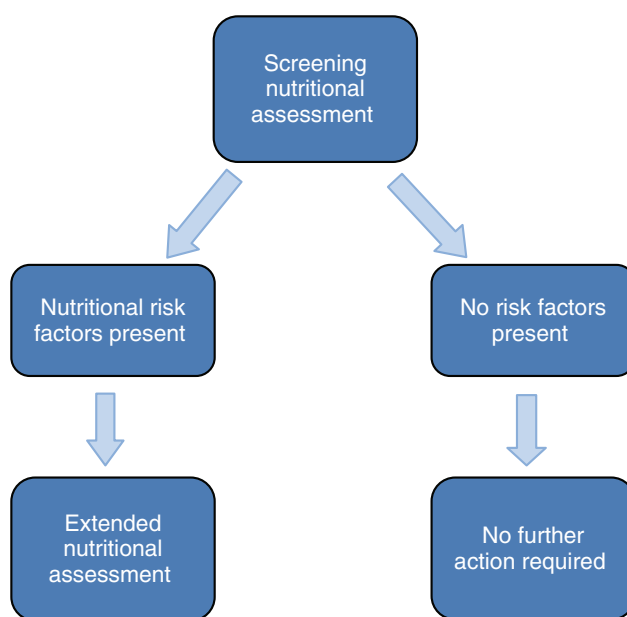 Screening
nutritional
assessment
Nutritional risk
factors present
No risk factors
present
Extended
nutritional
assessment
No further
action required